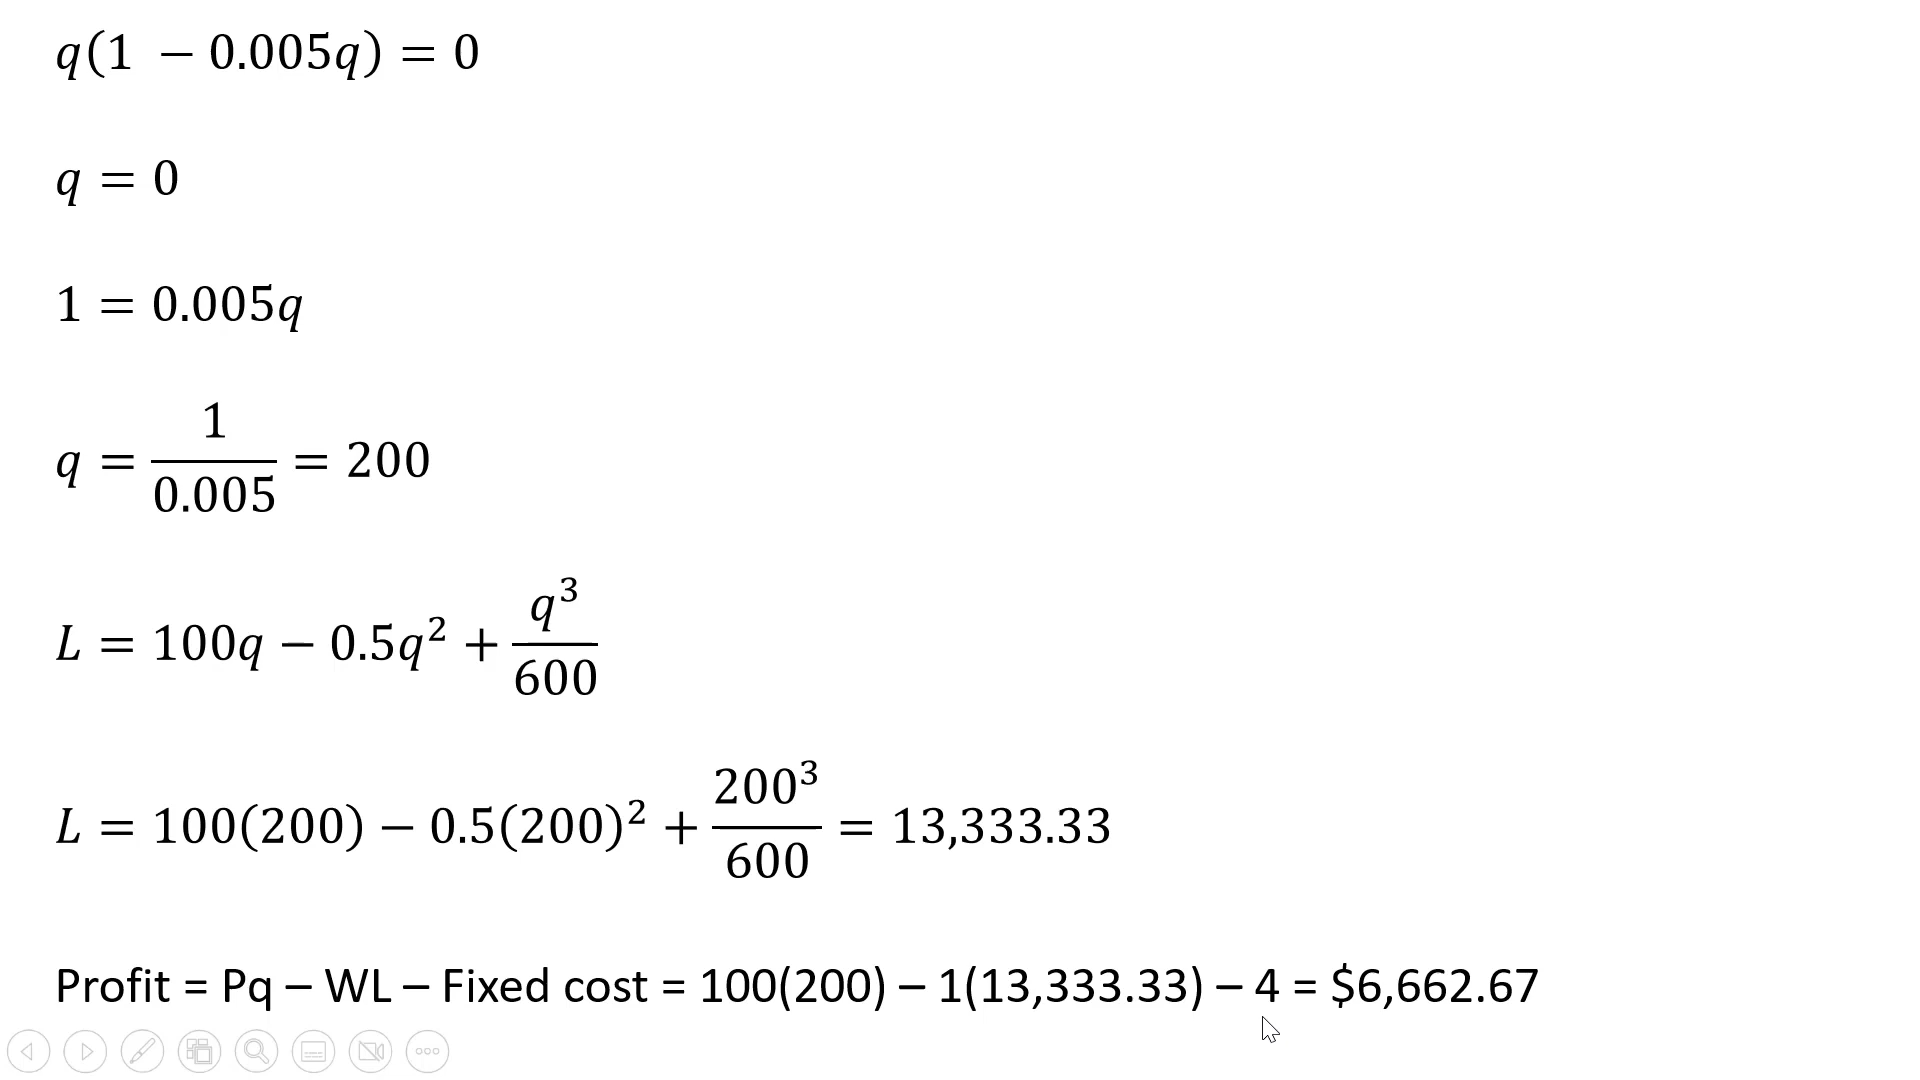 q(1 − 0.005q) = 0
q = 0
1 = 0.005q
q = 1/0.005 = 200
L = 100q − 0.5q² + q³/600
L = 100(200) − 0.5(200)² + 200³/600 = 13,333.33
Profit = Pq – WL – Fixed cost = 100(200) – 1(13,333.33) – 4 = $6,662.67